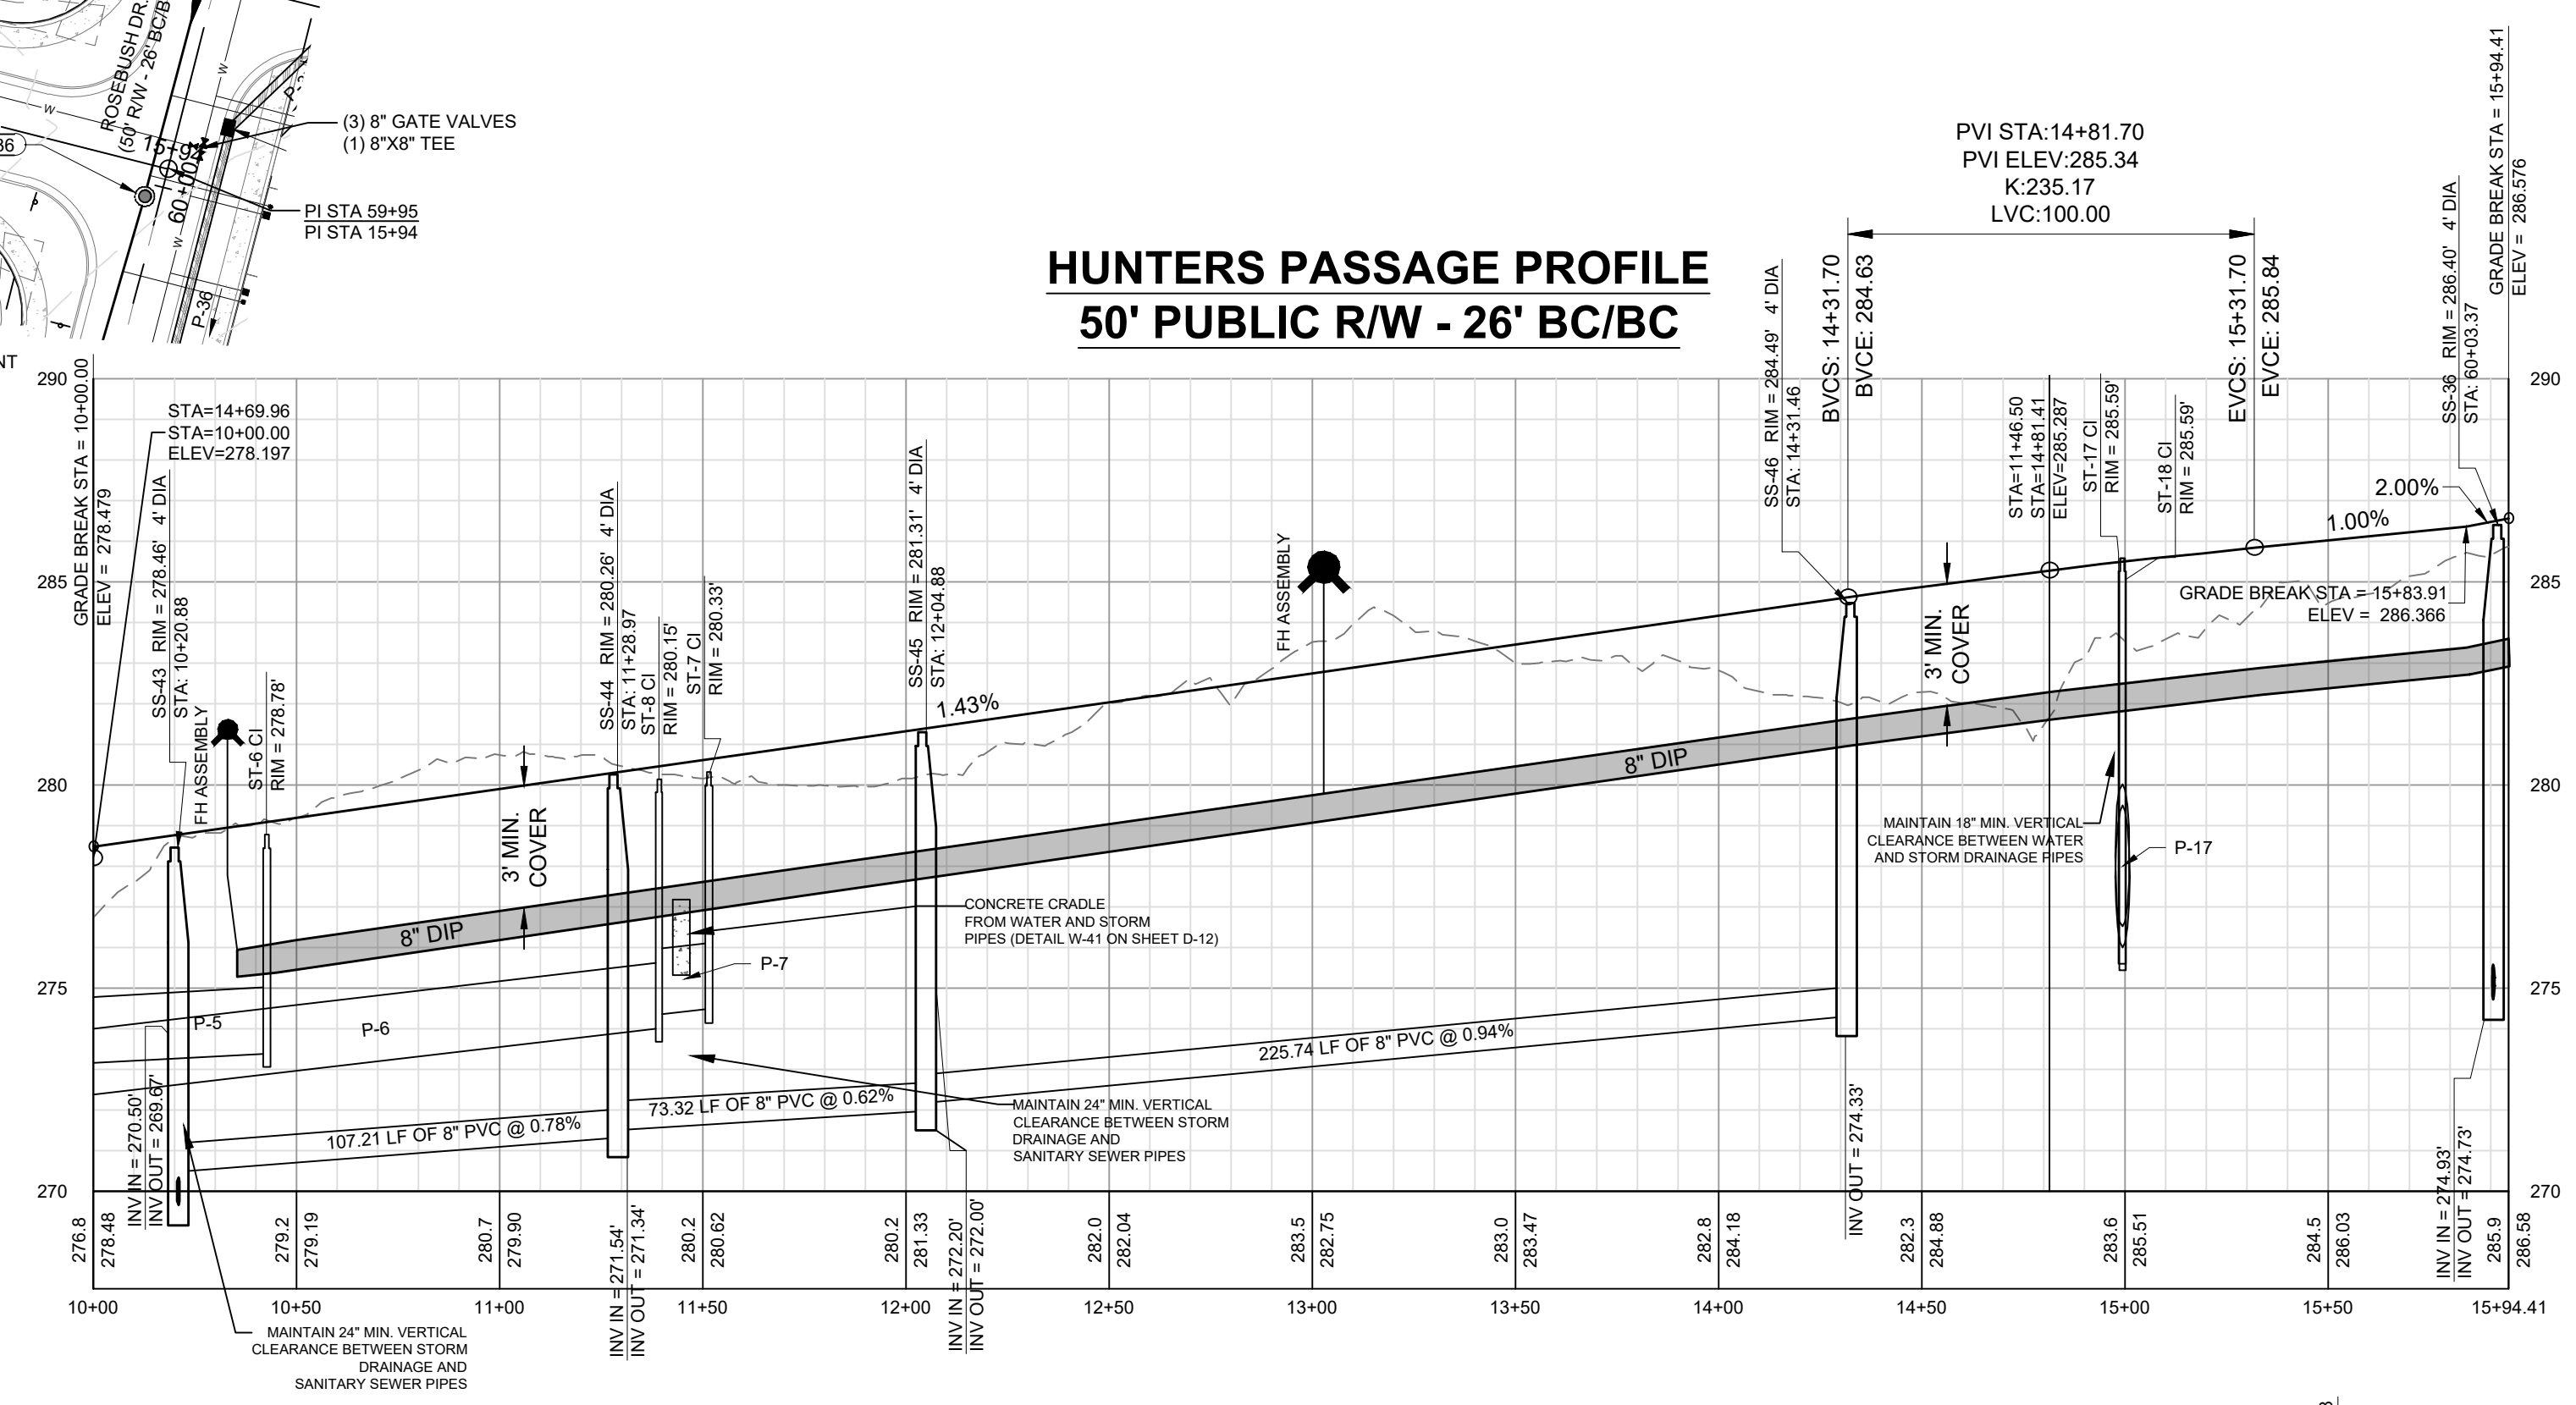 ROSEBUSH DR.
(50' R/W - 26' BC/B
W
W
W
W
15+94
60+00
P-36
(3) 8" GATE VALVES
(1) 8"X8" TEE
PI STA 59+95
PI STA 15+94
HUNTERS PASSAGE PROFILE
50' PUBLIC R/W - 26' BC/BC
PVI STA:14+81.70
PVI ELEV:285.34
K:235.17
LVC:100.00
BVCS: 14+31.70
BVCE: 284.63
EVCS: 15+31.70
EVCE: 285.84
GRADE BREAK STA = 15+94.41
ELEV = 286.576
SS-36 RIM = 286.40' 4' DIA
STA: 60+03.37
290
285
280
275
270
290
285
280
275
270
GRADE BREAK STA = 10+00.00
ELEV = 278.479
STA=14+69.96
STA=10+00.00
ELEV=278.197
SS-43 RIM = 278.46' 4' DIA
STA: 10+20.88
FH ASSEMBLY
ST-6 CI
RIM = 278.78'
3' MIN.
COVER
8" DIP
SS-44 RIM = 280.26' 4' DIA
STA: 11+28.97
ST-8 CI
RIM = 280.15'
ST-7 CI
RIM = 280.33'
SS-45 RIM = 281.31' 4' DIA
STA: 12+04.88
1.43%
FH ASSEMBLY
8" DIP
SS-46 RIM = 284.49' 4' DIA
STA: 14+31.46
3' MIN.
COVER
STA=11+46.50
STA=14+81.41
ELEV=285.287
ST-17 CI
RIM = 285.59'
ST-18 CI
RIM = 285.59'
2.00%
1.00%
GRADE BREAK STA = 15+83.91
ELEV = 286.366
MAINTAIN 18" MIN. VERTICAL
CLEARANCE BETWEEN WATER
AND STORM DRAINAGE PIPES
P-17
CONCRETE CRADLE
FROM WATER AND STORM
PIPES (DETAIL W-41 ON SHEET D-12)
P-7
P-5
P-6
107.21 LF OF 8" PVC @ 0.78%
73.32 LF OF 8" PVC @ 0.62%
225.74 LF OF 8" PVC @ 0.94%
MAINTAIN 24" MIN. VERTICAL
CLEARANCE BETWEEN STORM
DRAINAGE AND
SANITARY SEWER PIPES
INV IN = 270.50'
INV OUT = 269.67'
INV IN = 271.54'
INV OUT = 271.34'
INV IN = 272.20'
INV OUT = 272.00'
INV OUT = 274.33'
INV IN = 274.93'
INV OUT = 274.73'
276.8
278.48
279.2
279.19
280.7
279.90
280.2
280.62
280.2
281.33
282.0
282.04
283.5
282.75
283.0
283.47
282.8
284.18
282.3
284.88
283.6
285.51
284.5
286.03
285.9
286.58
10+00
10+50
11+00
11+50
12+00
12+50
13+00
13+50
14+00
14+50
15+00
15+50
15+94.41
MAINTAIN 24" MIN. VERTICAL
CLEARANCE BETWEEN STORM
DRAINAGE AND
SANITARY SEWER PIPES